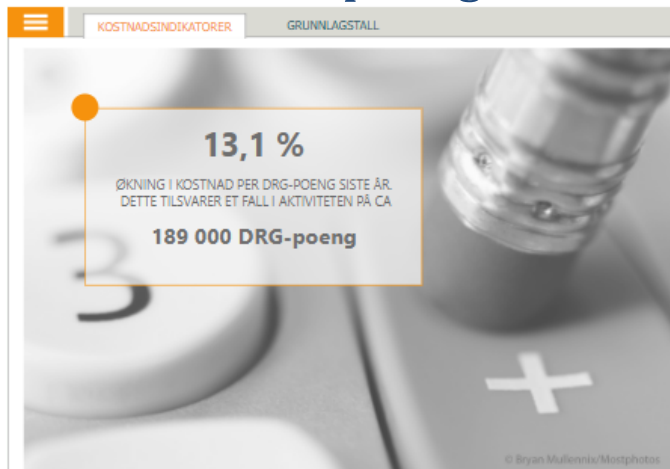 KOSTNADSINDIKATORER GRUNNLAGSTALL
13,1 %
ØKNING I KOSTNAD PER DRG-POENG SISTE ÅR.
DETTE TILSVARER ET FALL I AKTIVITETEN PÅ CA
189 000 DRG-poeng
3
© Bryan Mullennix/Mostphotos